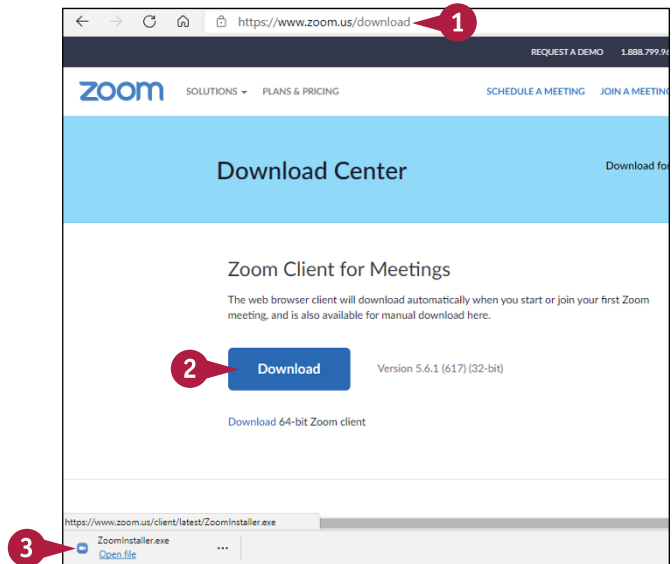 https://www.zoom.us/download
1
REQUEST A DEMO 1.888.799.96
zoom SOLUTIONS PLANS & PRICING SCHEDULE A MEETING JOIN A MEETING
Download Center
Download for
Zoom Client for Meetings
The web browser client will download automatically when you start or join your first Zoom
meeting, and is also available for manual download here.
2
Download Version 5.6.1 (617) (32-bit)
Download 64-bit Zoom client
https://www.zoom.us/client/latest/ZoomInstaller.exe
3
ZoomInstaller.exe
Open file ...